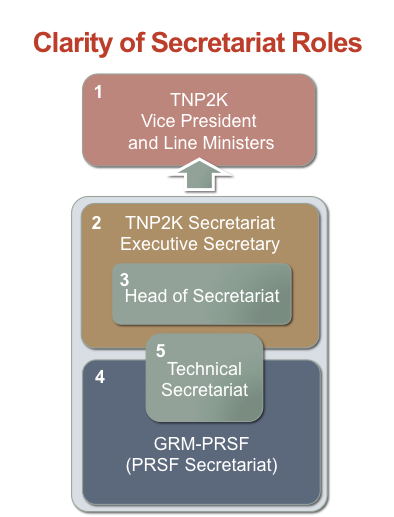 Clarity of Secretariat Roles
1
TNP2K
Vice President
and Line Ministers
2
TNP2K Secretariat
Executive Secretary
3
Head of Secretariat
5
Technical
Secretariat
4
GRM-PRSF
(PRSF Secretariat)